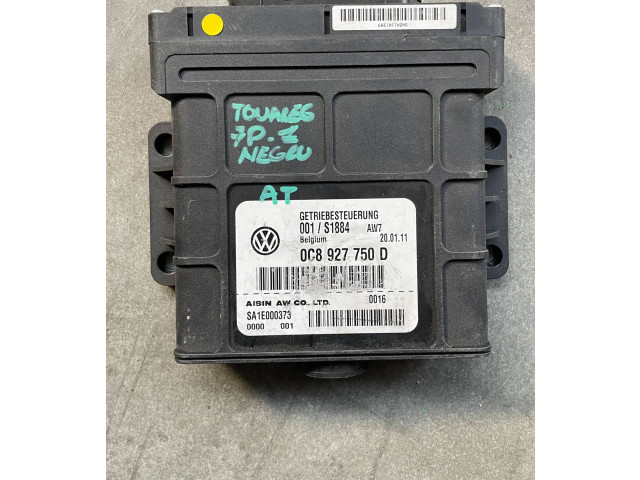 TOUAREG
7P.1
NEGRU
AT
GETRIEBESTEUERUNG
001 / S1884 AW7
Belgium 20.01.11
0C8 927 750 D
AISIN AW CO., LTD. 0016
SA1E000373
0000 001